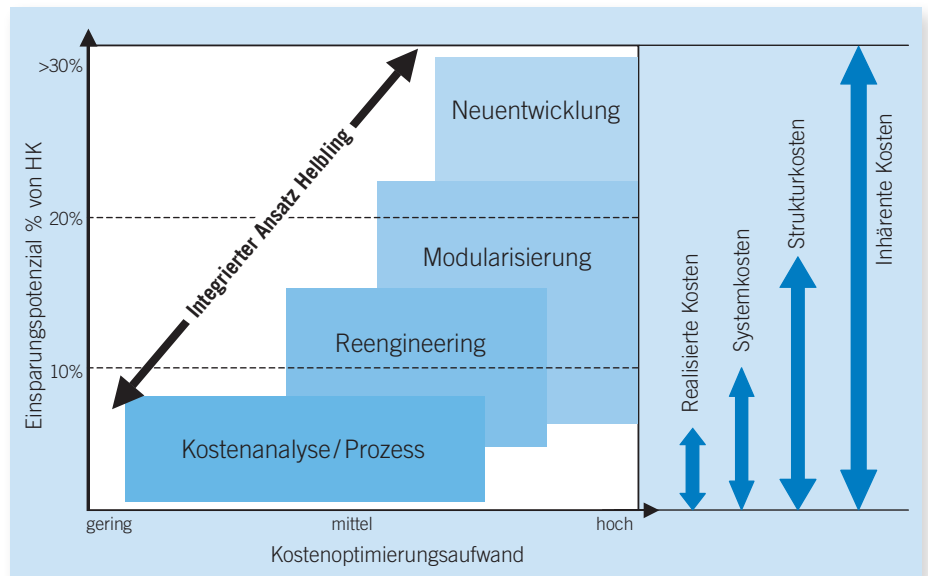 >30%
20%
10%
Einsparungspotenzial % von HK
Integrierter Ansatz Helbling
Neuentwicklung
Modularisierung
Reengineering
Kostenanalyse / Prozess
gering
mittel
hoch
Kostenoptimierungsaufwand
Realisierte Kosten
Systemkosten
Strukturkosten
Inhärente Kosten